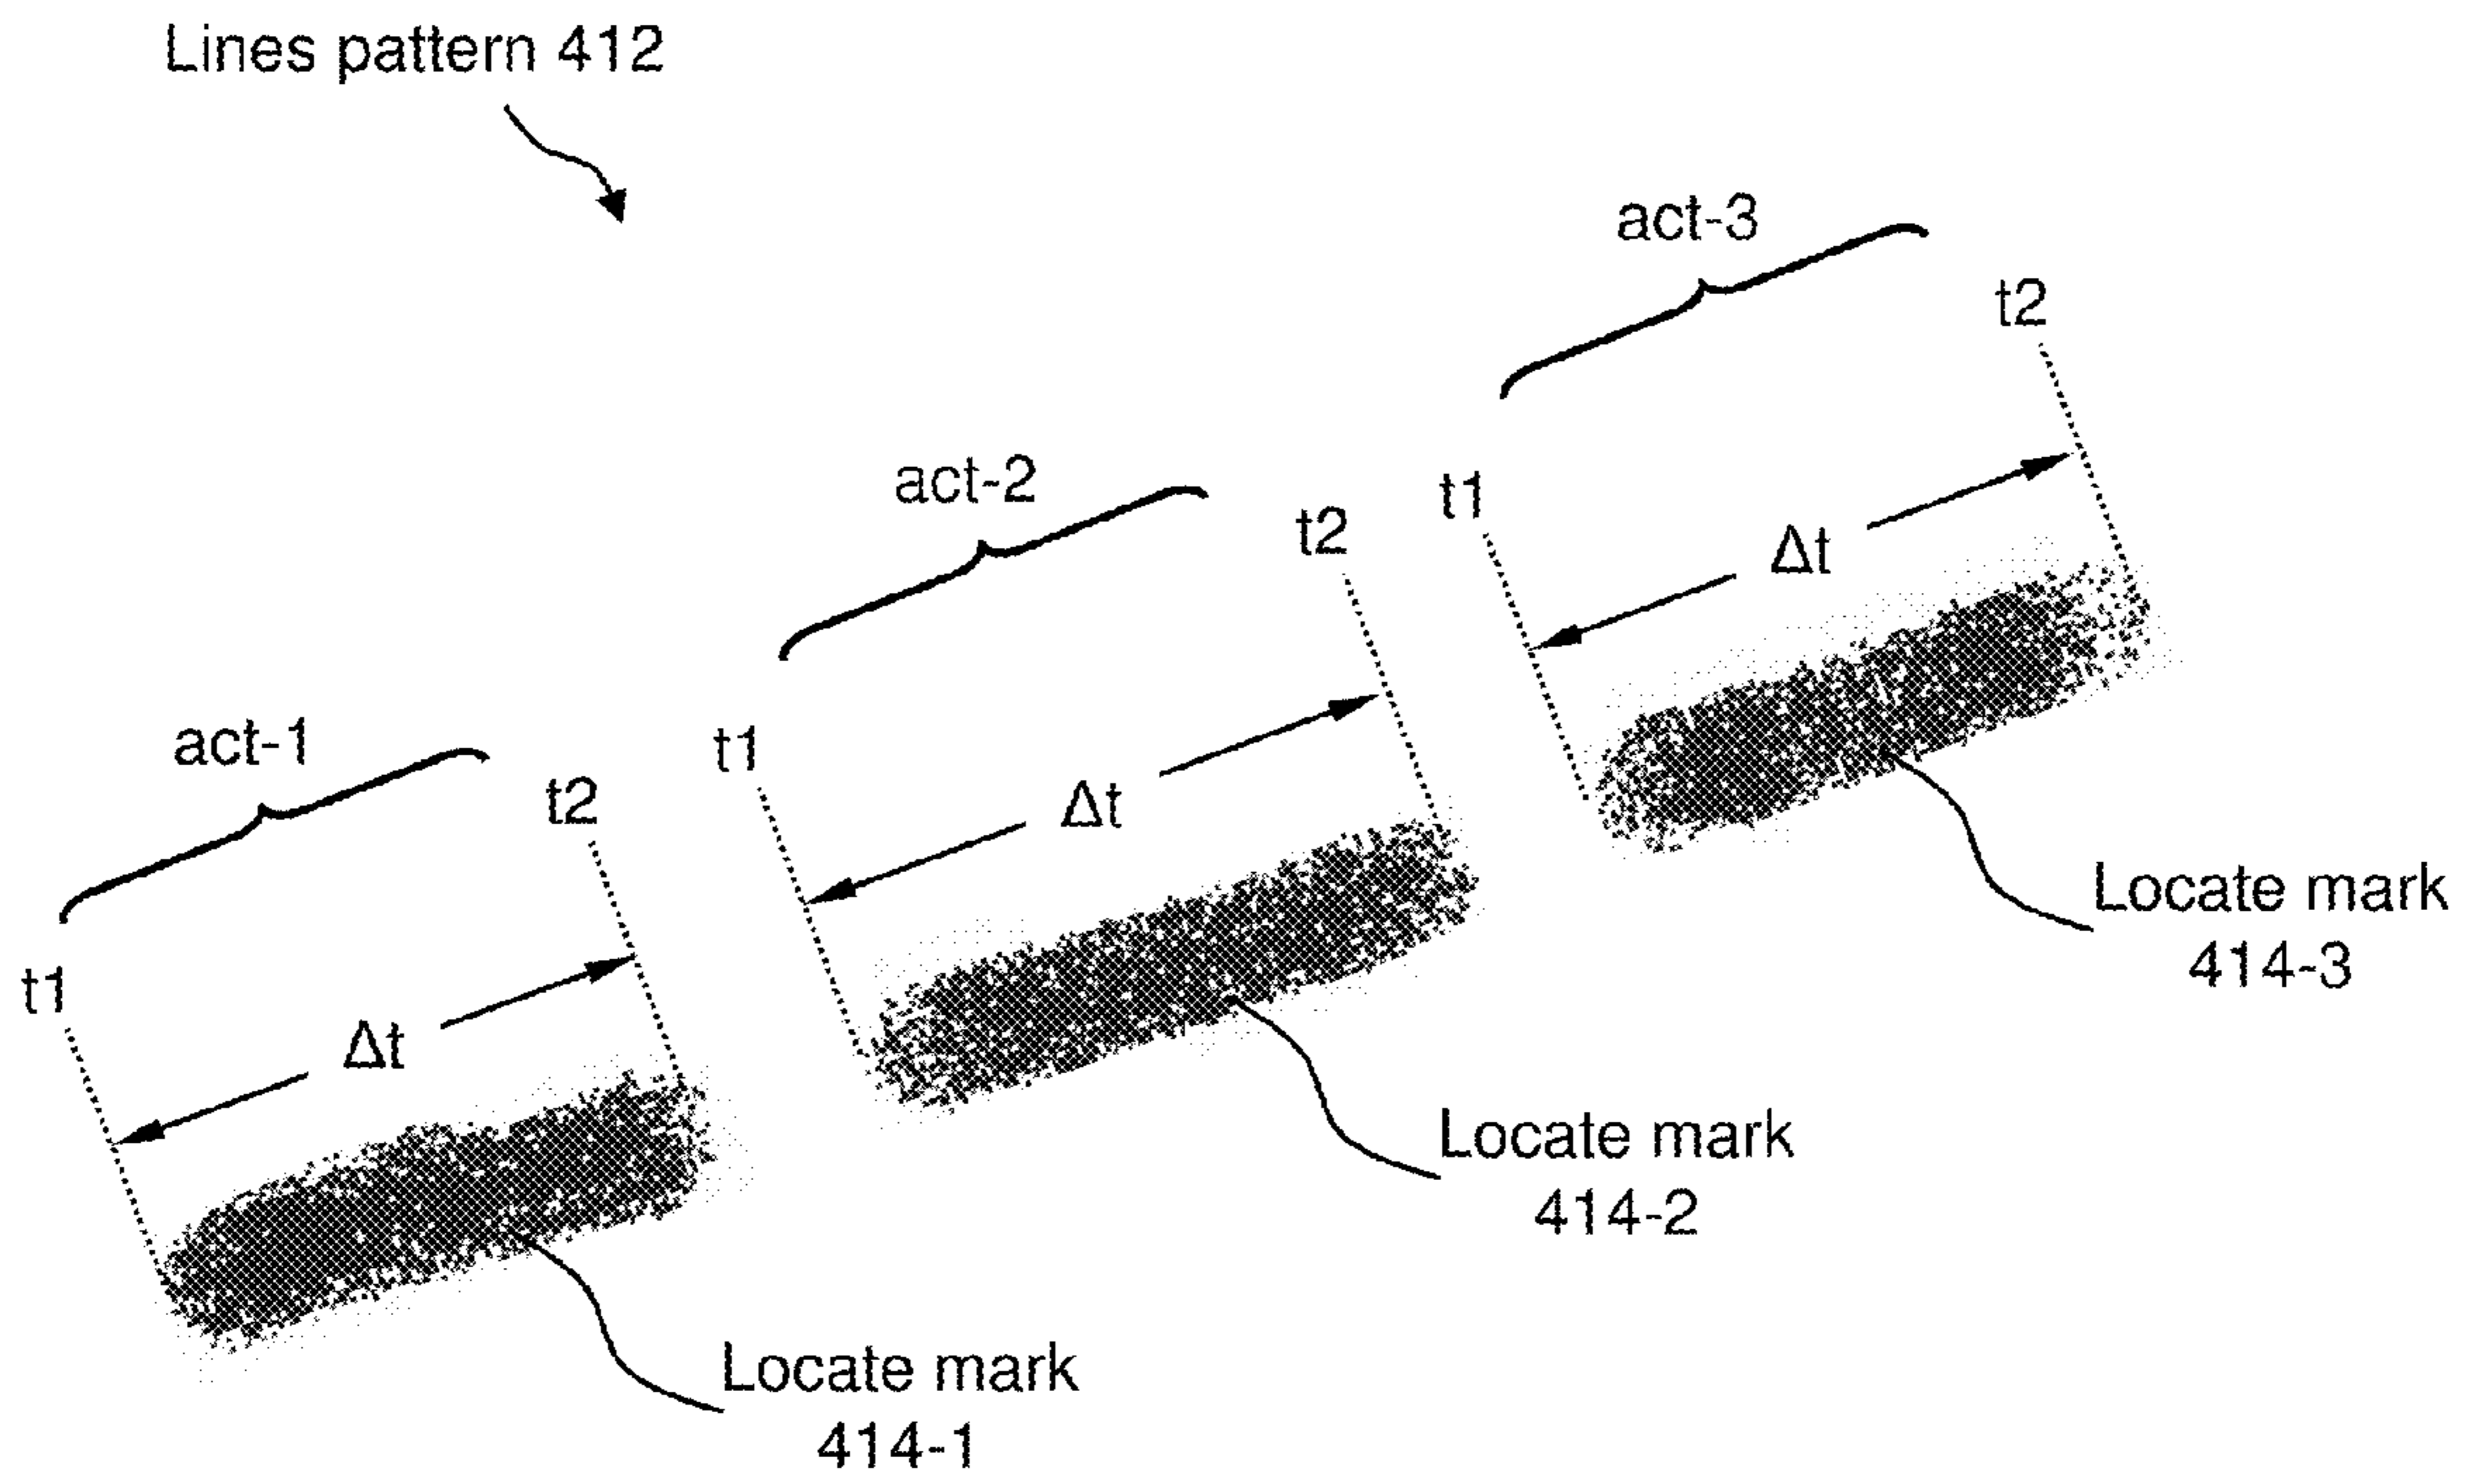 Lines pattern 412
act-3
t2
t1
Δt
act-2
t2
t1
Δt
act-1
t2
t1
Δt
Locate mark
414-3
Locate mark
414-2
Locate mark
414-1